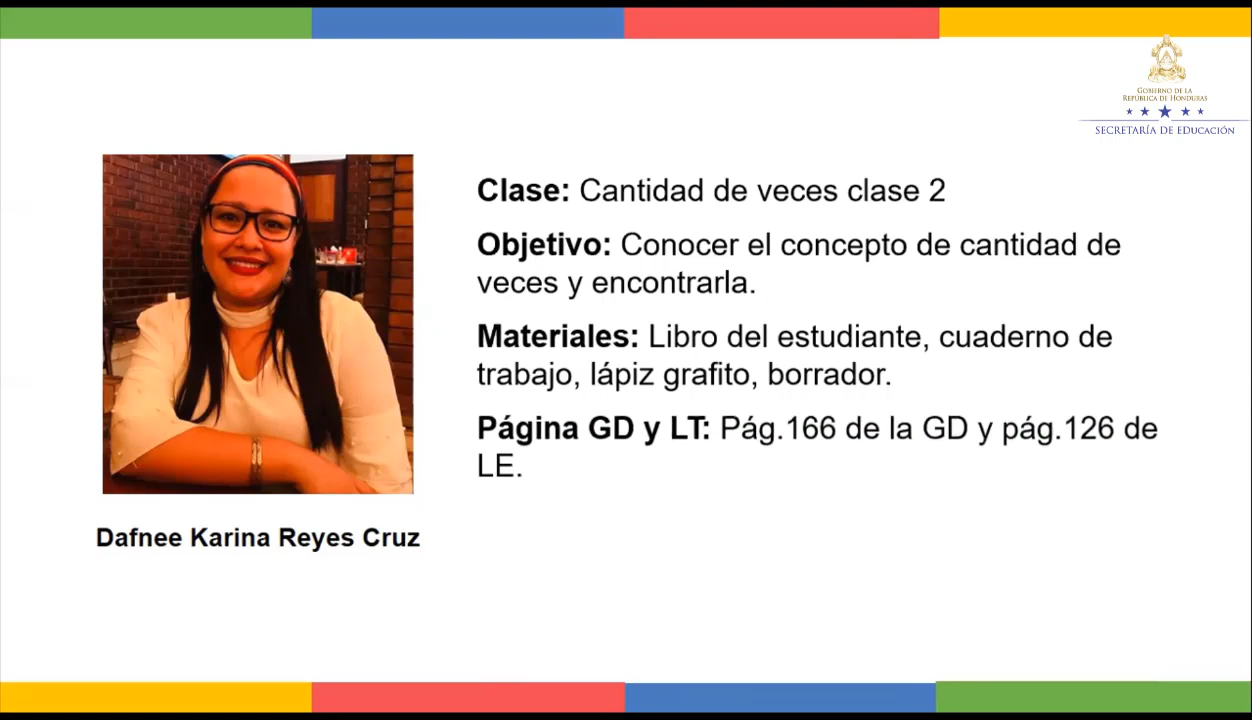 GOBIERNO DE LA
REPÚBLICA DE HONDURAS
SECRETARÍA DE EDUCACIÓN
Clase: Cantidad de veces clase 2
Objetivo: Conocer el concepto de cantidad de
veces y encontrarla.
Materiales: Libro del estudiante, cuaderno de
trabajo, lápiz grafito, borrador.
Página GD y LT: Pág.166 de la GD y pág.126 de
LE.
Dafnee Karina Reyes Cruz